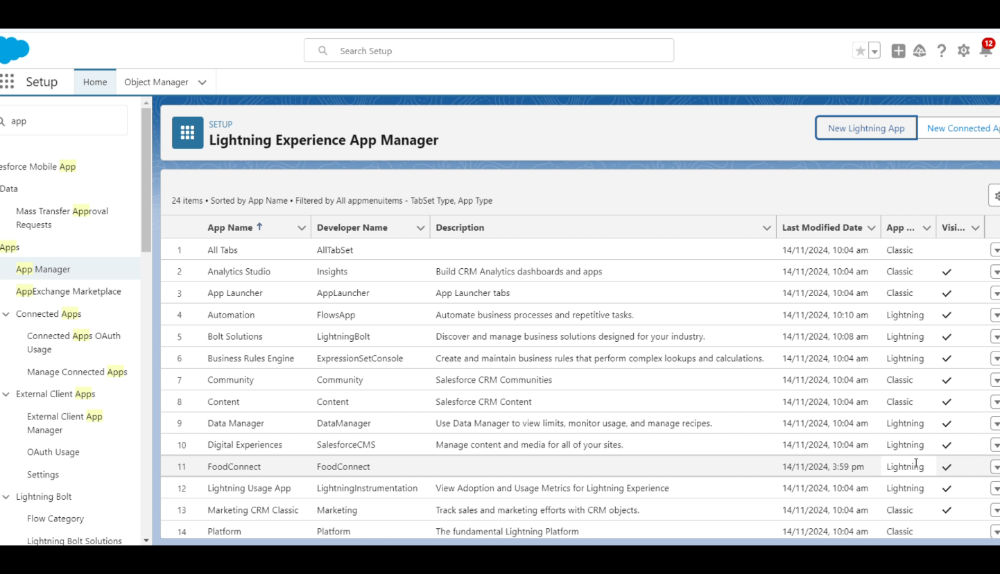 Search Setup
12
Setup
Home
Object Manager
app
esforce Mobile App
Data
Mass Transfer Approval
Requests
Apps
App Manager
AppExchange Marketplace
Connected Apps
Connected Apps OAuth
Usage
Manage Connected Apps
External Client Apps
External Client App
Manager
OAuth Usage
Settings
Lightning Bolt
Flow Category
Lightning Bolt Solutions
SETUP
Lightning Experience App Manager
New Lightning App
New Connected Ap
24 items • Sorted by App Name • Filtered by All appmenuitems - TabSet Type, App Type
App Name Developer Name Description Last Modified Date App ... Visi...
1 All Tabs AllTabSet 14/11/2024, 10:04 am Classic
2 Analytics Studio Insights Build CRM Analytics dashboards and apps 14/11/2024, 10:04 am Classic
3 App Launcher AppLauncher App Launcher tabs 14/11/2024, 10:04 am Classic
4 Automation FlowsApp Automate business processes and repetitive tasks. 14/11/2024, 10:10 am Lightning
5 Bolt Solutions LightningBolt Discover and manage business solutions designed for your industry. 14/11/2024, 10:08 am Lightning
6 Business Rules Engine ExpressionSetConsole Create and maintain business rules that perform complex lookups and calculations. 14/11/2024, 10:04 am Lightning
7 Community Community Salesforce CRM Communities 14/11/2024, 10:04 am Classic
8 Content Content Salesforce CRM Content 14/11/2024, 10:04 am Classic
9 Data Manager DataManager Use Data Manager to view limits, monitor usage, and manage recipes. 14/11/2024, 10:04 am Lightning
10 Digital Experiences SalesforceCMS Manage content and media for all of your sites. 14/11/2024, 10:04 am Lightning
11 FoodConnect FoodConnect 14/11/2024, 3:59 pm Lightning
12 Lightning Usage App LightningInstrumentation View Adoption and Usage Metrics for Lightning Experience 14/11/2024, 10:04 am Lightning
13 Marketing CRM Classic Marketing Track sales and marketing efforts with CRM objects. 14/11/2024, 10:04 am Classic
14 Platform Platform The fundamental Lightning Platform 14/11/2024, 10:04 am Classic